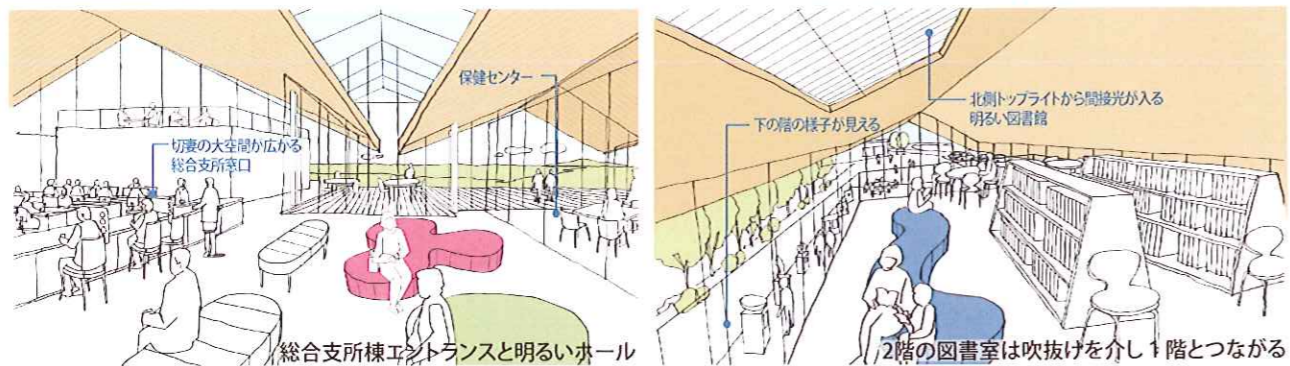 保健センター
切妻の大空間が広がる
総合支所窓口
総合支所棟エントランスと明るいホール
北側トップライトから間接光が入る
明るい図書館
下の階の様子が見える
2階の図書室は吹抜けを介し1階とつながる